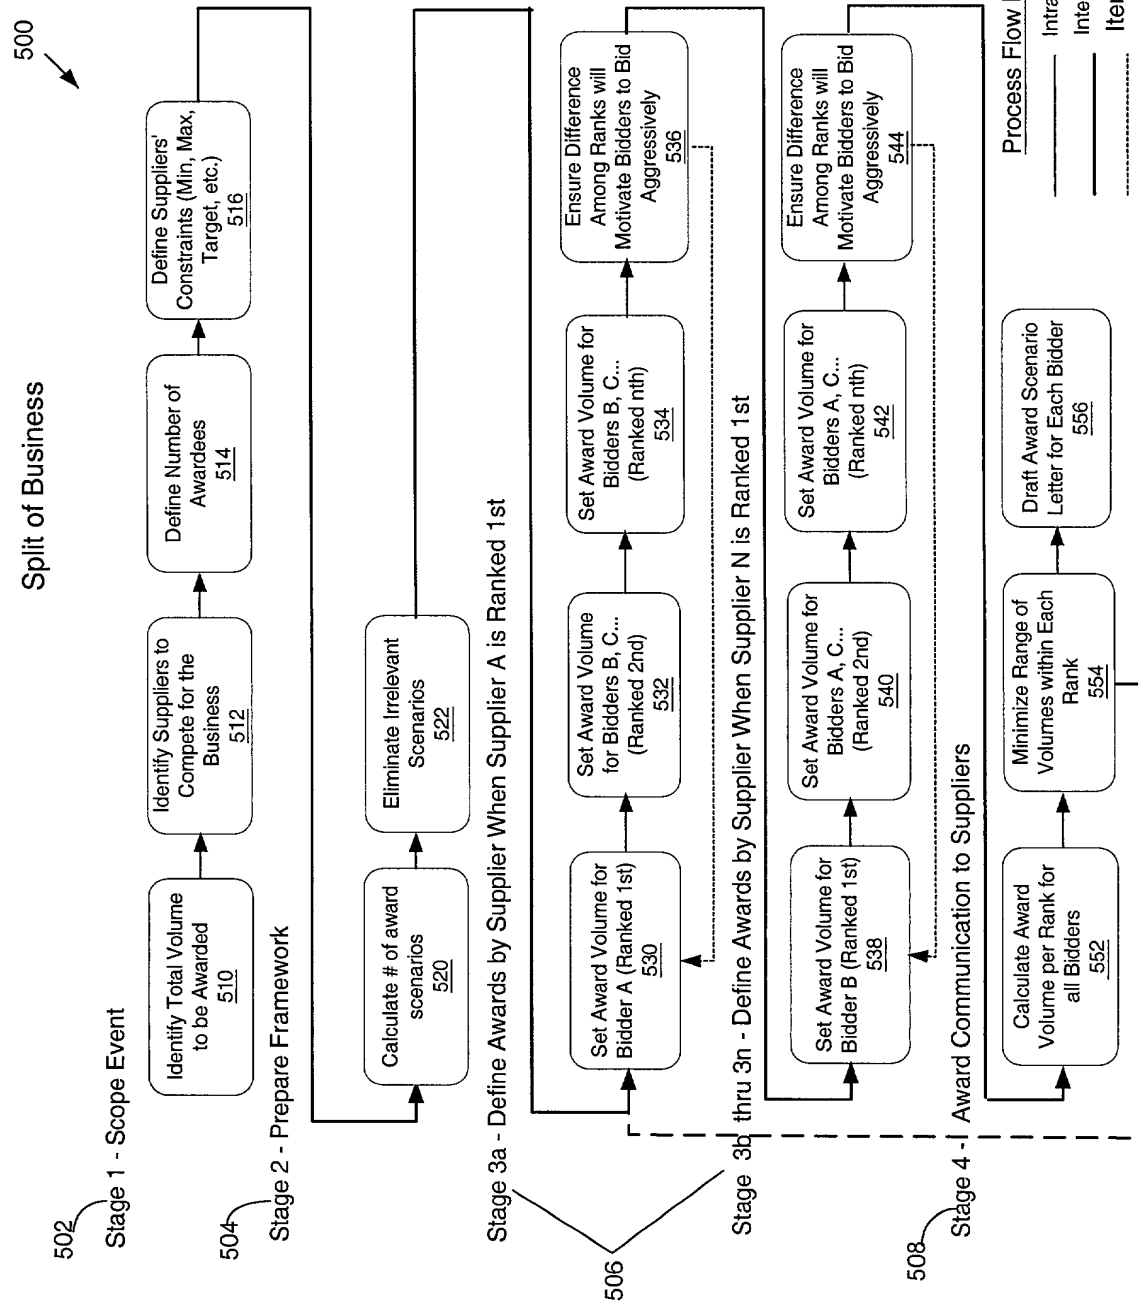 Split of Business
500
502
Stage 1 - Scope Event
Identify Total Volume
to be Awarded
510
Identify Suppliers to
Compete for the
Business
512
Define Number of
Awardees
514
Define Suppliers'
Constraints (Min, Max,
Target, etc.)
516
504
Stage 2 - Prepare Framework
Calculate # of award
scenarios
520
Eliminate Irrelevant
Scenarios
522
506
Stage 3a - Define Awards by Supplier When Supplier A is Ranked 1st
Set Award Volume for
Bidder A (Ranked 1st)
530
Set Award Volume
for Bidders B, C...
(Ranked 2nd)
532
Set Award Volume for
Bidders B, C...
(Ranked nth)
534
Ensure Difference
Among Ranks will
Motivate Bidders to Bid
Aggressively
536
Stage 3b thru 3n - Define Awards by Supplier When Supplier N is Ranked 1st
Set Award Volume for
Bidder B (Ranked 1st)
538
Set Award Volume for
Bidders A, C...
(Ranked 2nd)
540
Set Award Volume for
Bidders A, C...
(Ranked nth)
542
Ensure Difference
Among Ranks will
Motivate Bidders to Bid
Aggressively
544
508
Stage 4 - Award Communication to Suppliers
Calculate Award
Volume per Rank for
all Bidders
552
Minimize Range of
Volumes within Each
Rank
554
Draft Award Scenario
Letter for Each Bidder
556
Process Flow